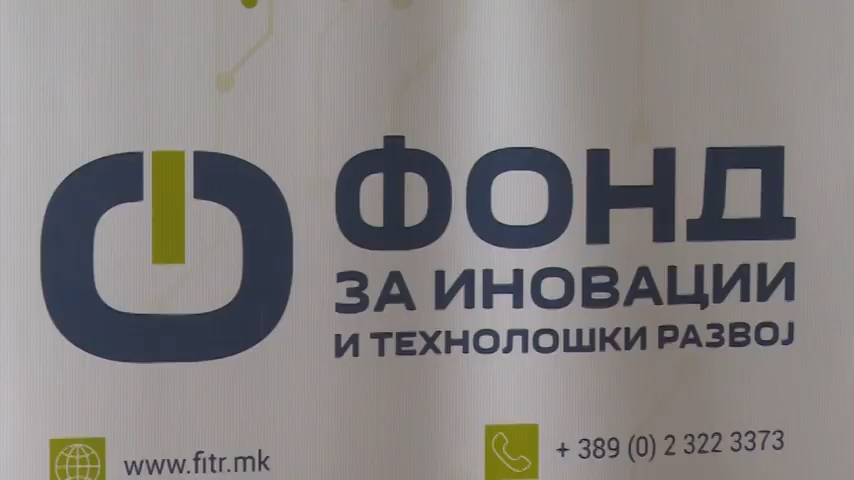 ФОНД
ЗА ИНОВАЦИИ
И ТЕХНОЛОШКИ РАЗВОЈ
www.fitr.mk
+ 389 (0) 2 322 3373